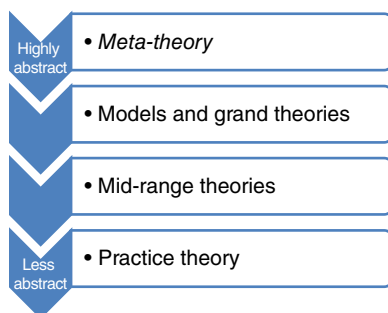 Highly
abstract
• Meta-theory
• Models and grand theories
• Mid-range theories
Less
abstract
• Practice theory